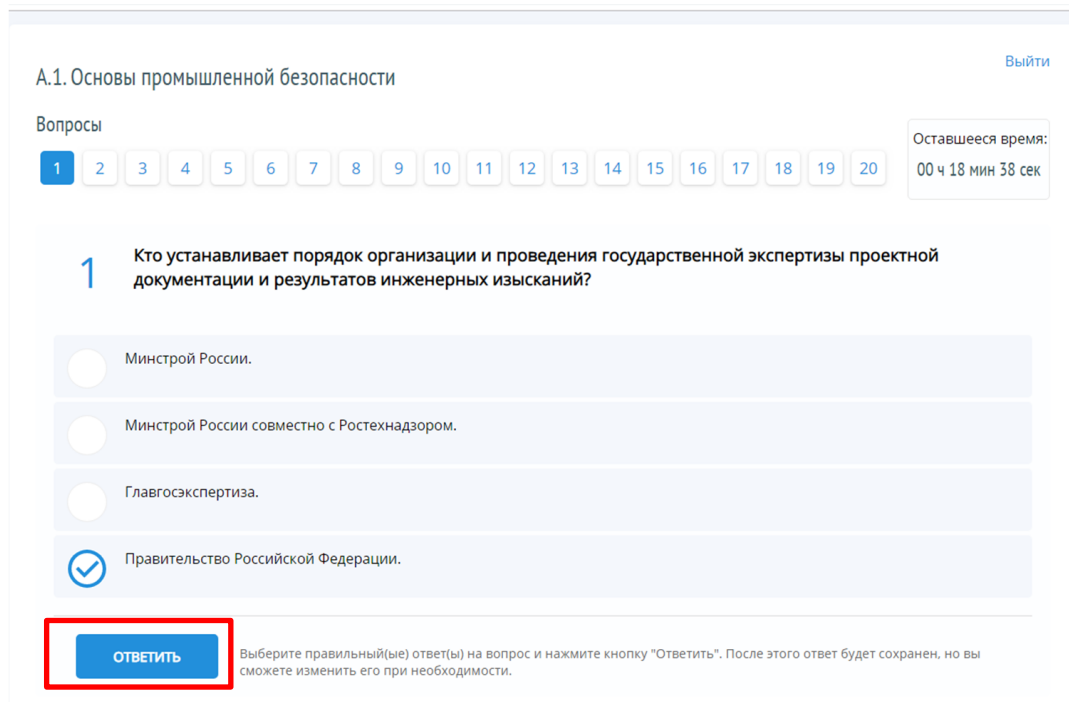 Выйти
А.1. Основы промышленной безопасности
Вопросы
Оставшееся время:
1 2 3 4 5 6 7 8 9 10 11 12 13 14 15 16 17 18 19 20
00 ч 18 мин 38 сек
1
Кто устанавливает порядок организации и проведения государственной экспертизы проектной
документации и результатов инженерных изысканий?
Минстрой России.
Минстрой России совместно с Ростехнадзором.
Главгосэкспертиза.
Правительство Российской Федерации.
ОТВЕТИТЬ
Выберите правильный(ые) ответ(ы) на вопрос и нажмите кнопку "Ответить". После этого ответ будет сохранен, но вы
сможете изменить его при необходимости.